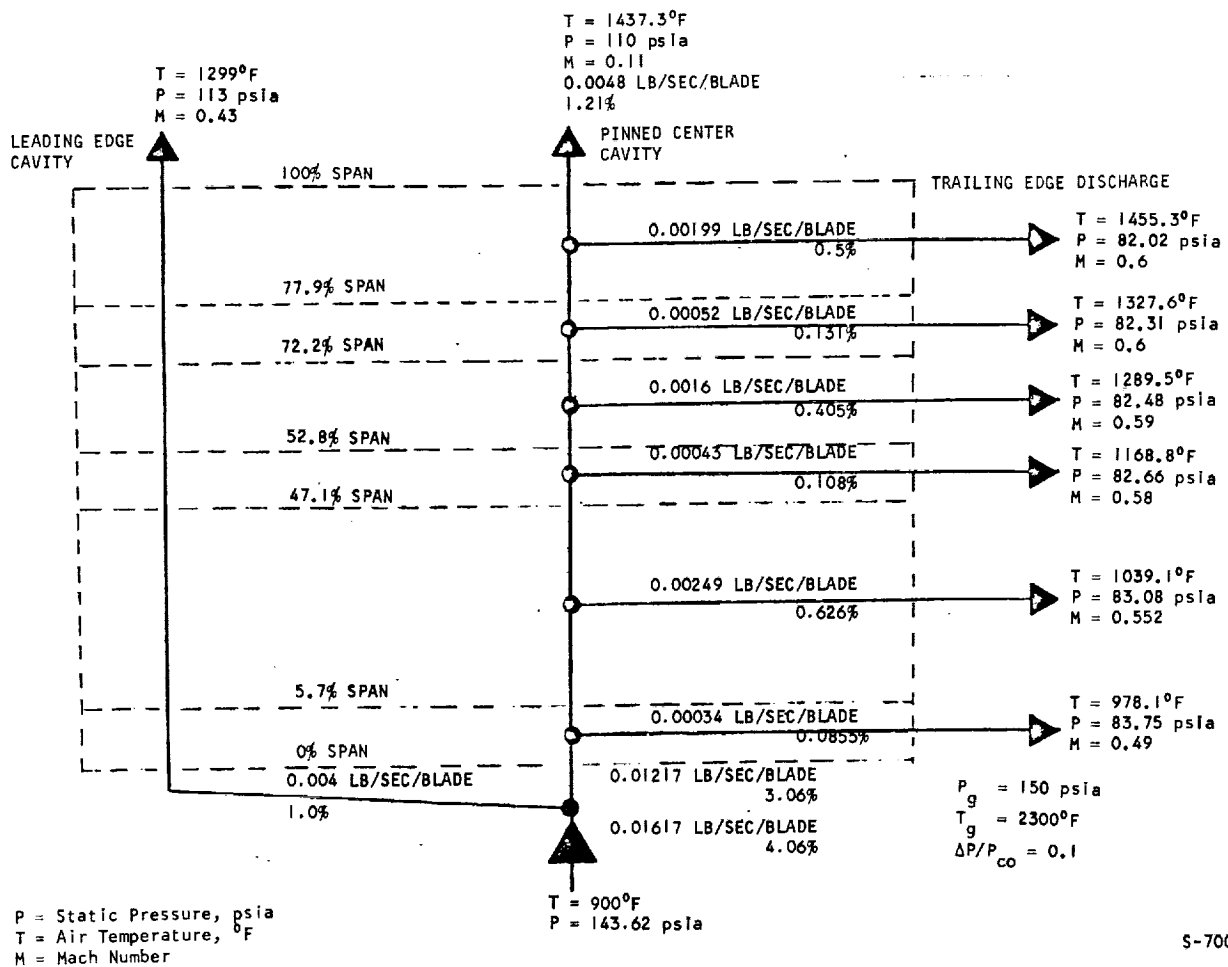 T = 1437.3°F
P = 110 psia
M = 0.11
0.0048 LB/SEC/BLADE
1.21%
T = 1299°F
P = 113 psia
M = 0.43
LEADING EDGE
CAVITY
PINNED CENTER
CAVITY
100% SPAN
TRAILING EDGE DISCHARGE
0.00199 LB/SEC/BLADE
0.5%
T = 1455.3°F
P = 82.02 psia
M = 0.6
77.9% SPAN
0.00052 LB/SEC/BLADE
0.131%
T = 1327.6°F
P = 82.31 psia
M = 0.6
72.2% SPAN
0.0016 LB/SEC/BLADE
0.405%
T = 1289.5°F
P = 82.48 psia
M = 0.59
52.8% SPAN
0.00043 LB/SEC/BLADE
0.108%
T = 1168.8°F
P = 82.66 psia
M = 0.58
47.1% SPAN
0.00249 LB/SEC/BLADE
0.626%
T = 1039.1°F
P = 83.08 psia
M = 0.552
5.7% SPAN
0.00034 LB/SEC/BLADE
0.0855%
T = 978.1°F
P = 83.75 psia
M = 0.49
0% SPAN
0.004 LB/SEC/BLADE
1.0%
0.01217 LB/SEC/BLADE
3.06%
0.01617 LB/SEC/BLADE
4.06%
Pg = 150 psia
Tg = 2300°F
ΔP/Pco = 0.1
T = 900°F
P = 143.62 psia
P = Static Pressure, psia
T = Air Temperature, °F
M = Mach Number